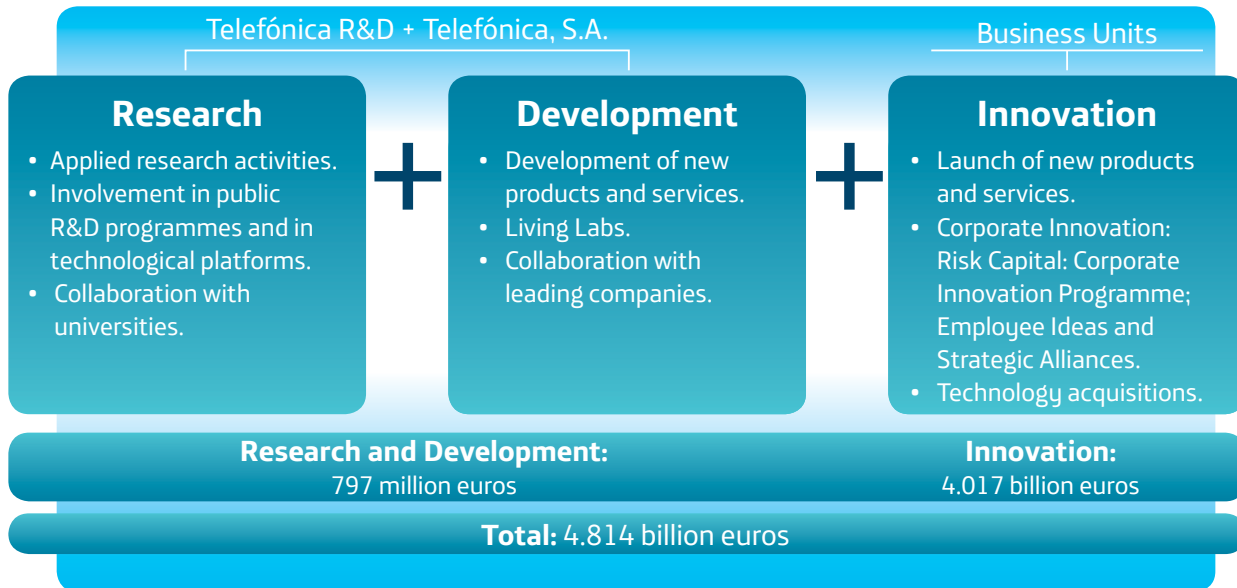 Telefónica R&D + Telefónica, S.A.
Business Units
Research
• Applied research activities.
• Involvement in public
R&D programmes and in
technological platforms.
• Collaboration with
universities.
+
Development
• Development of new
products and services.
• Living Labs.
• Collaboration with
leading companies.
+
Innovation
• Launch of new products
and services.
• Corporate Innovation:
Risk Capital: Corporate
Innovation Programme;
Employee Ideas and
Strategic Alliances.
• Technology acquisitions.
Research and Development:
797 million euros
Innovation:
4.017 billion euros
Total: 4.814 billion euros